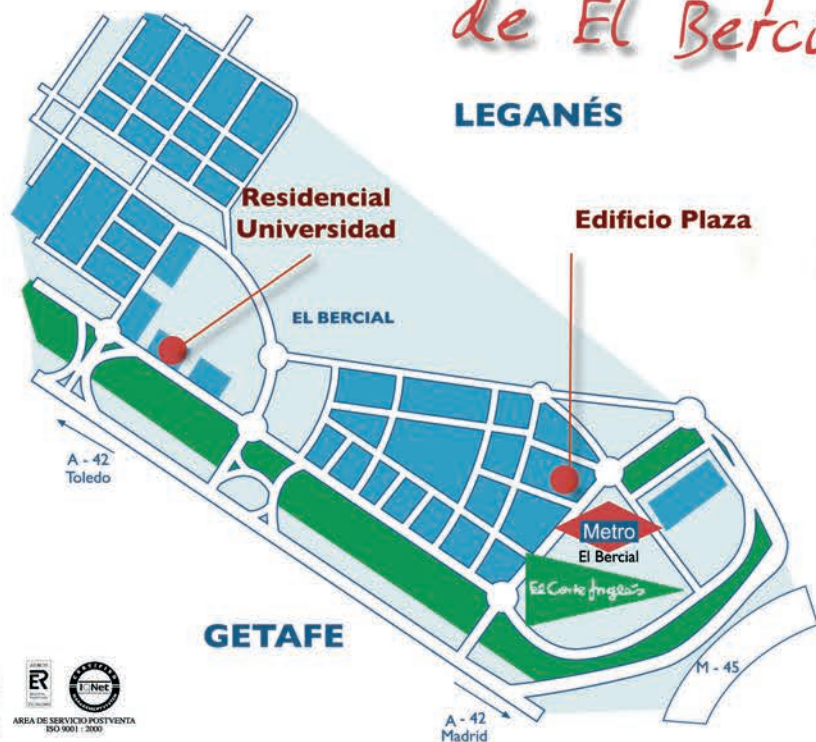 de El
LEGANÉS
Residencial
Universidad
Edificio Plaza
EL BERCIAL
A - 42
Toledo
Metro
El Bercial
El Corte Inglés
GETAFE
M - 45
A - 42
Madrid
ER
IQNet
AREA DE SERVICIO POSTVENTA
ISO 9001 : 2000